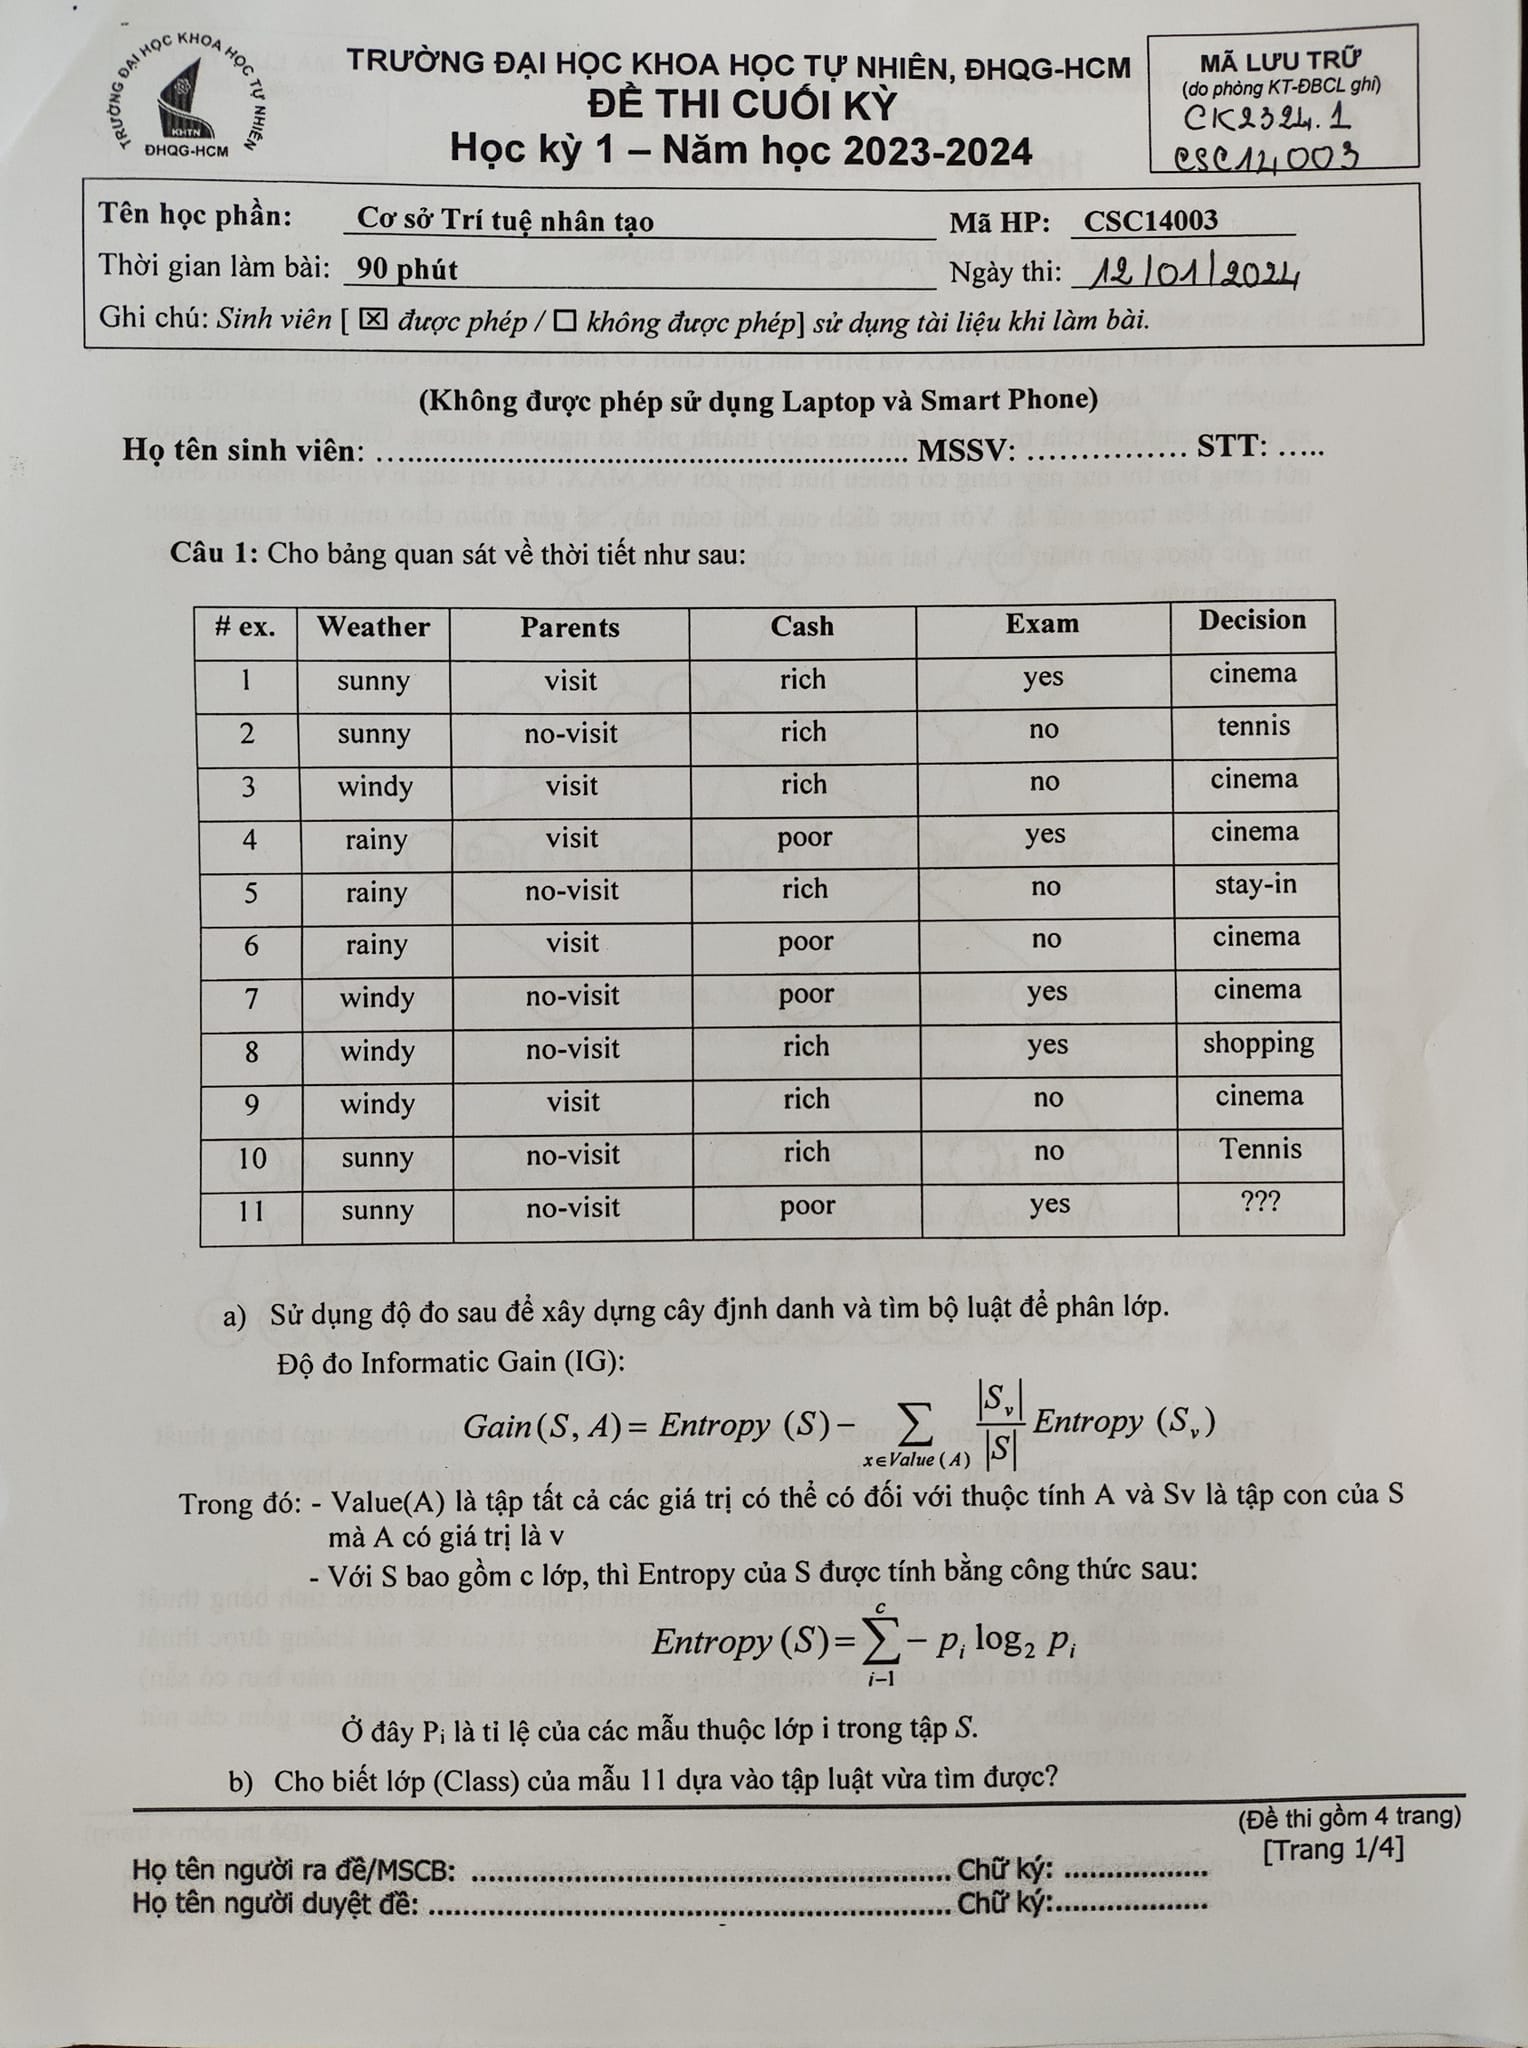 TRƯỜNG ĐẠI HỌC KHOA HỌC TỰ NHIÊN
KHTN
ĐHQG-HCM
TRƯỜNG ĐẠI HỌC KHOA HỌC TỰ NHIÊN, ĐHQG-HCM
ĐỀ THI CUỐI KỲ
Học kỳ 1 – Năm học 2023-2024
MÃ LƯU TRỮ
(do phòng KT-ĐBCL ghi)
CK2324.1
CSC14003
Tên học phần: Cơ sở Trí tuệ nhân tạo Mã HP: CSC14003
Thời gian làm bài: 90 phút Ngày thi: 12/01/2024
Ghi chú: Sinh viên [ ☒ được phép / ☐ không được phép] sử dụng tài liệu khi làm bài.
(Không được phép sử dụng Laptop và Smart Phone)
Họ tên sinh viên: .................................................................. MSSV: ............... STT: .....
Câu 1: Cho bảng quan sát về thời tiết như sau:
# ex. Weather Parents Cash Exam Decision
1 sunny visit rich yes cinema
2 sunny no-visit rich no tennis
3 windy visit rich no cinema
4 rainy visit poor yes cinema
5 rainy no-visit rich no stay-in
6 rainy visit poor no cinema
7 windy no-visit poor yes cinema
8 windy no-visit rich yes shopping
9 windy visit rich no cinema
10 sunny no-visit rich no Tennis
11 sunny no-visit poor yes ???
a) Sử dụng độ đo sau để xây dựng cây định danh và tìm bộ luật để phân lớp.
Độ đo Informatic Gain (IG):
Gain(S, A) = Entropy (S) − ∑ x∈Value(A) |Sv|/|S| Entropy (Sv)
Trong đó: - Value(A) là tập tất cả các giá trị có thể có đối với thuộc tính A và Sv là tập con của S
mà A có giá trị là v
- Với S bao gồm c lớp, thì Entropy của S được tính bằng công thức sau:
Entropy (S) = ∑ c i−1 − pi log2 pi
Ở đây Pi là tỉ lệ của các mẫu thuộc lớp i trong tập S.
b) Cho biết lớp (Class) của mẫu 11 dựa vào tập luật vừa tìm được?
(Đề thi gồm 4 trang)
[Trang 1/4]
Họ tên người ra đề/MSCB: .......................................................... Chữ ký: .................
Họ tên người duyệt đề: ................................................................ Chữ ký:...................